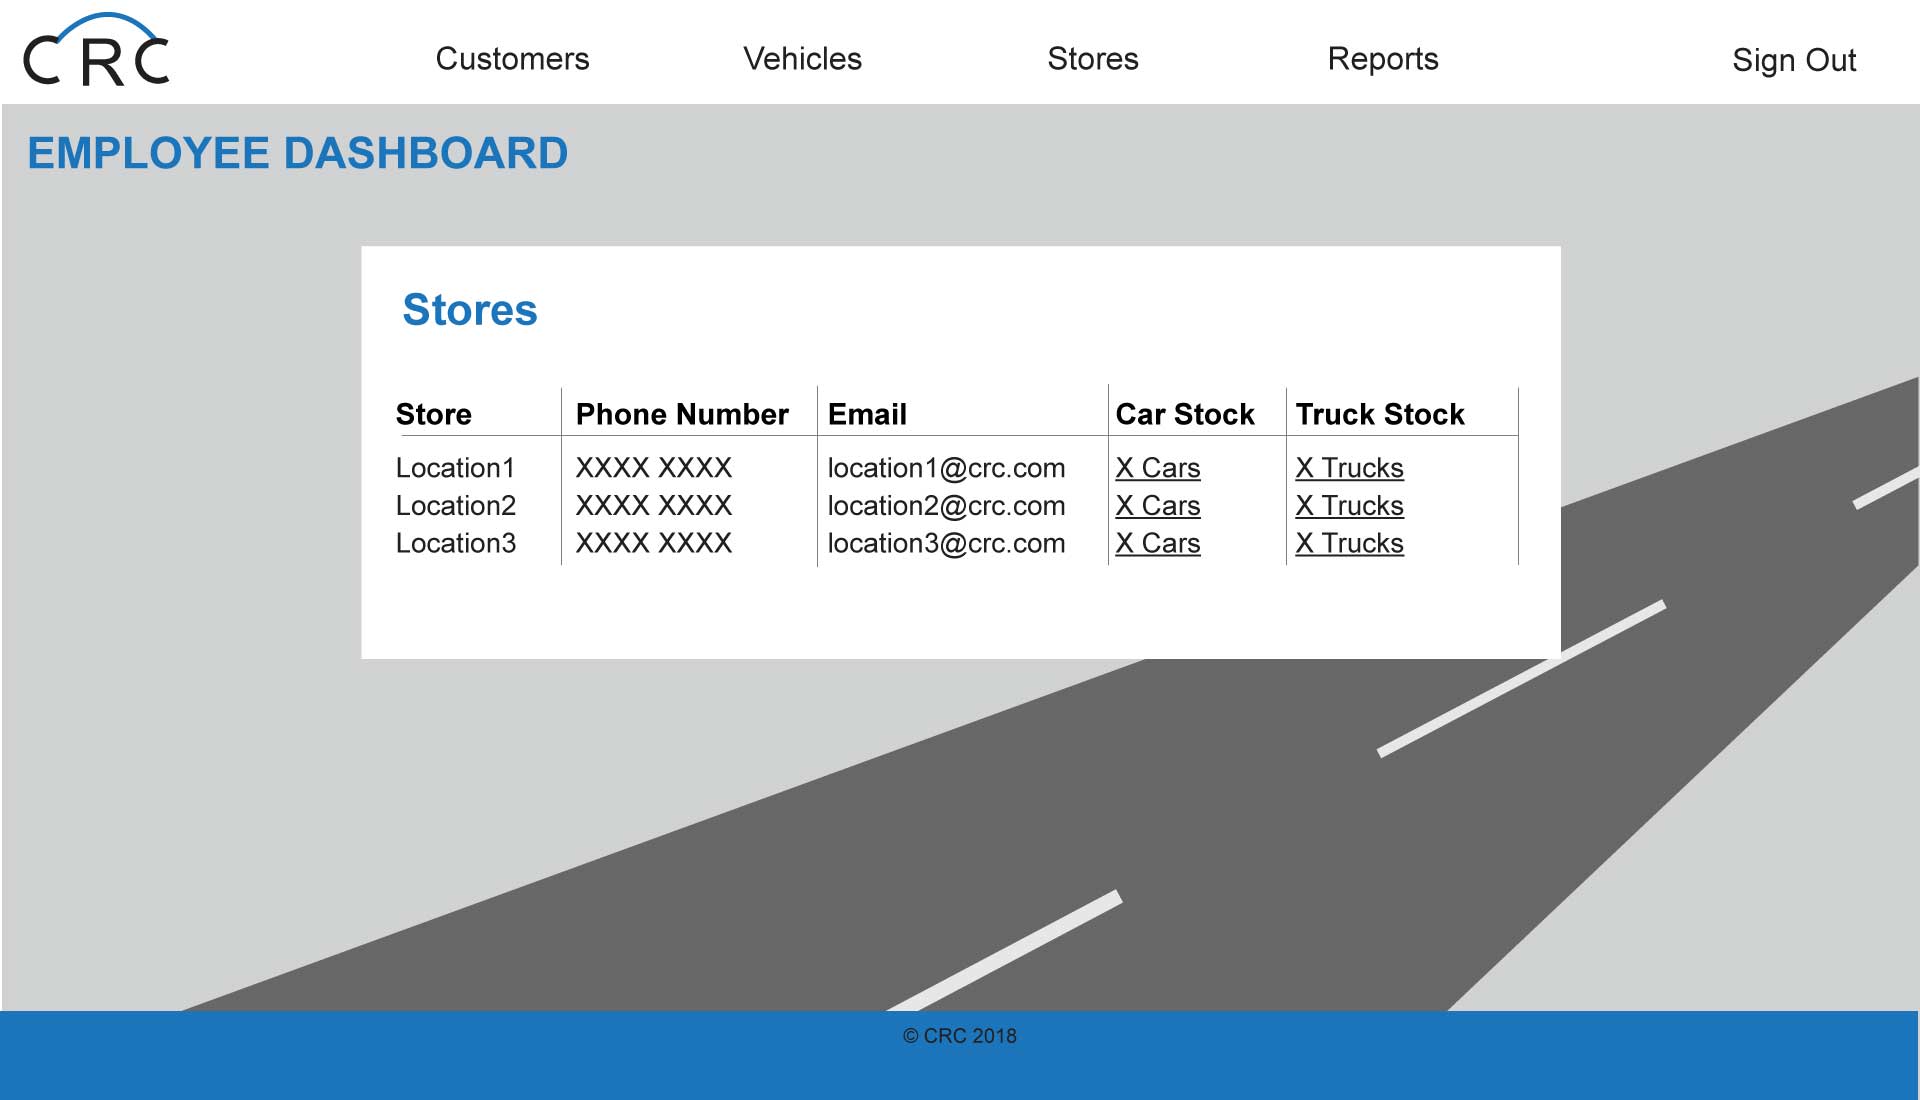 CRC Customers Vehicles Stores Reports Sign Out
EMPLOYEE DASHBOARD
Stores
Store Phone Number Email Car Stock Truck Stock
Location1 XXXX XXXX location1@crc.com X Cars X Trucks
Location2 XXXX XXXX location2@crc.com X Cars X Trucks
Location3 XXXX XXXX location3@crc.com X Cars X Trucks
© CRC 2018